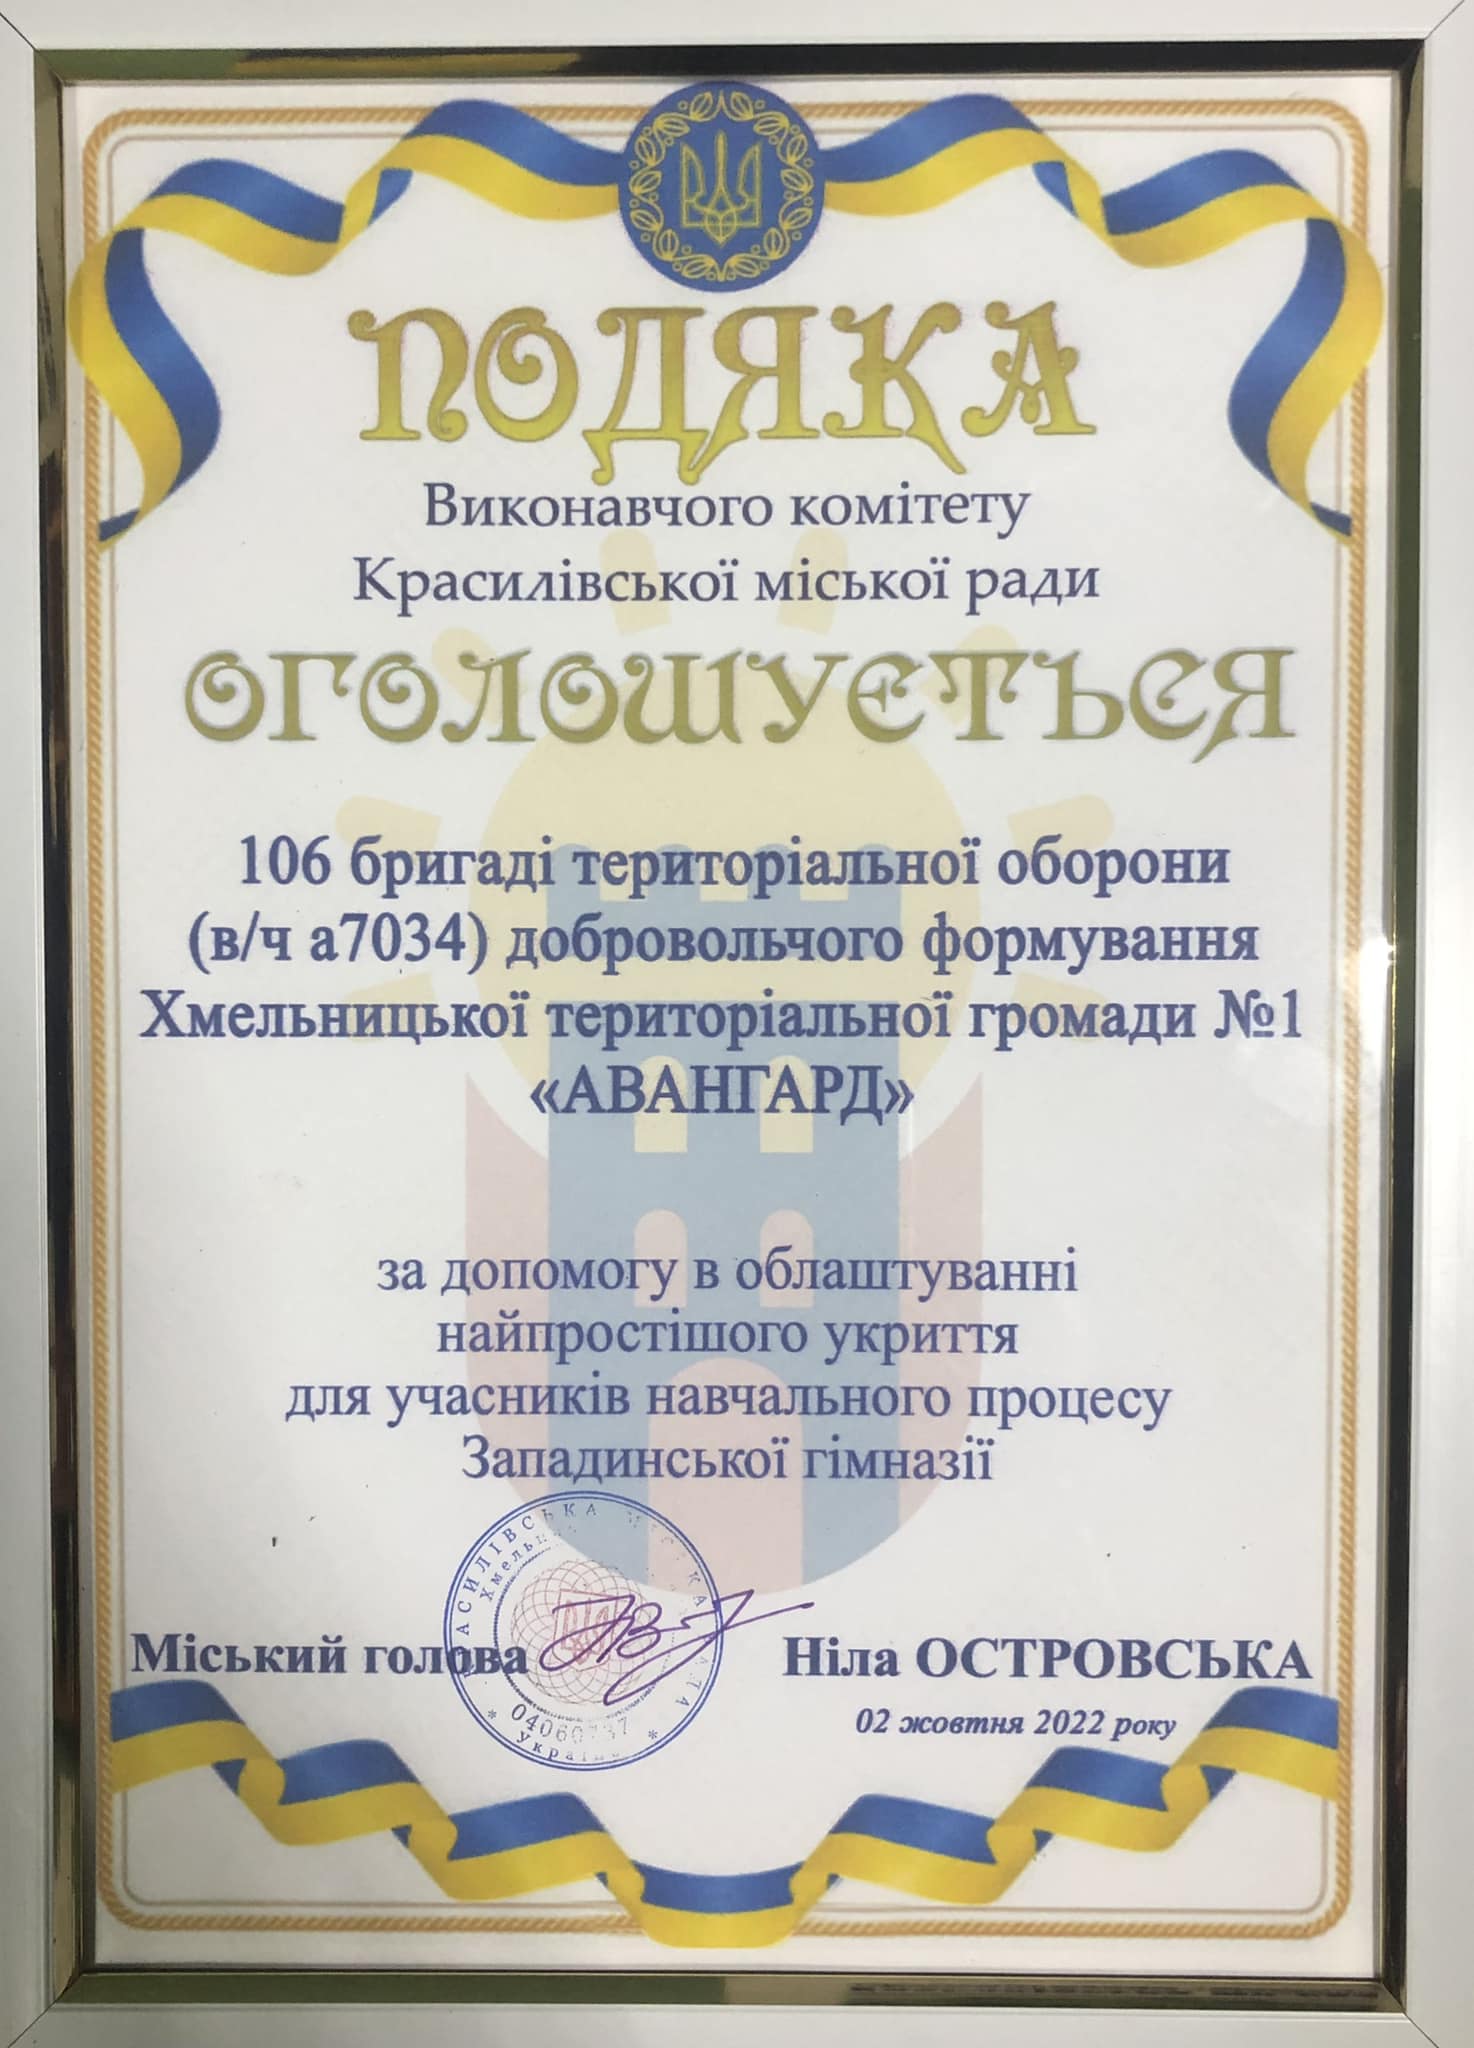 ПОДЯКА
Виконавчого комітету
Красилівської міської ради
ОГОЛОШУЄТЬСЯ
106 бригаді територіальної оборони
(в/ч а7034) добровольчого формування
Хмельницької територіальної громади №1
«АВАНГАРД»
за допомогу в облаштуванні
найпростішого укриття
для учасників навчального процесу
Западинської гімназії
Міський голова
Ніла ОСТРОВСЬКА
02 жовтня 2022 року